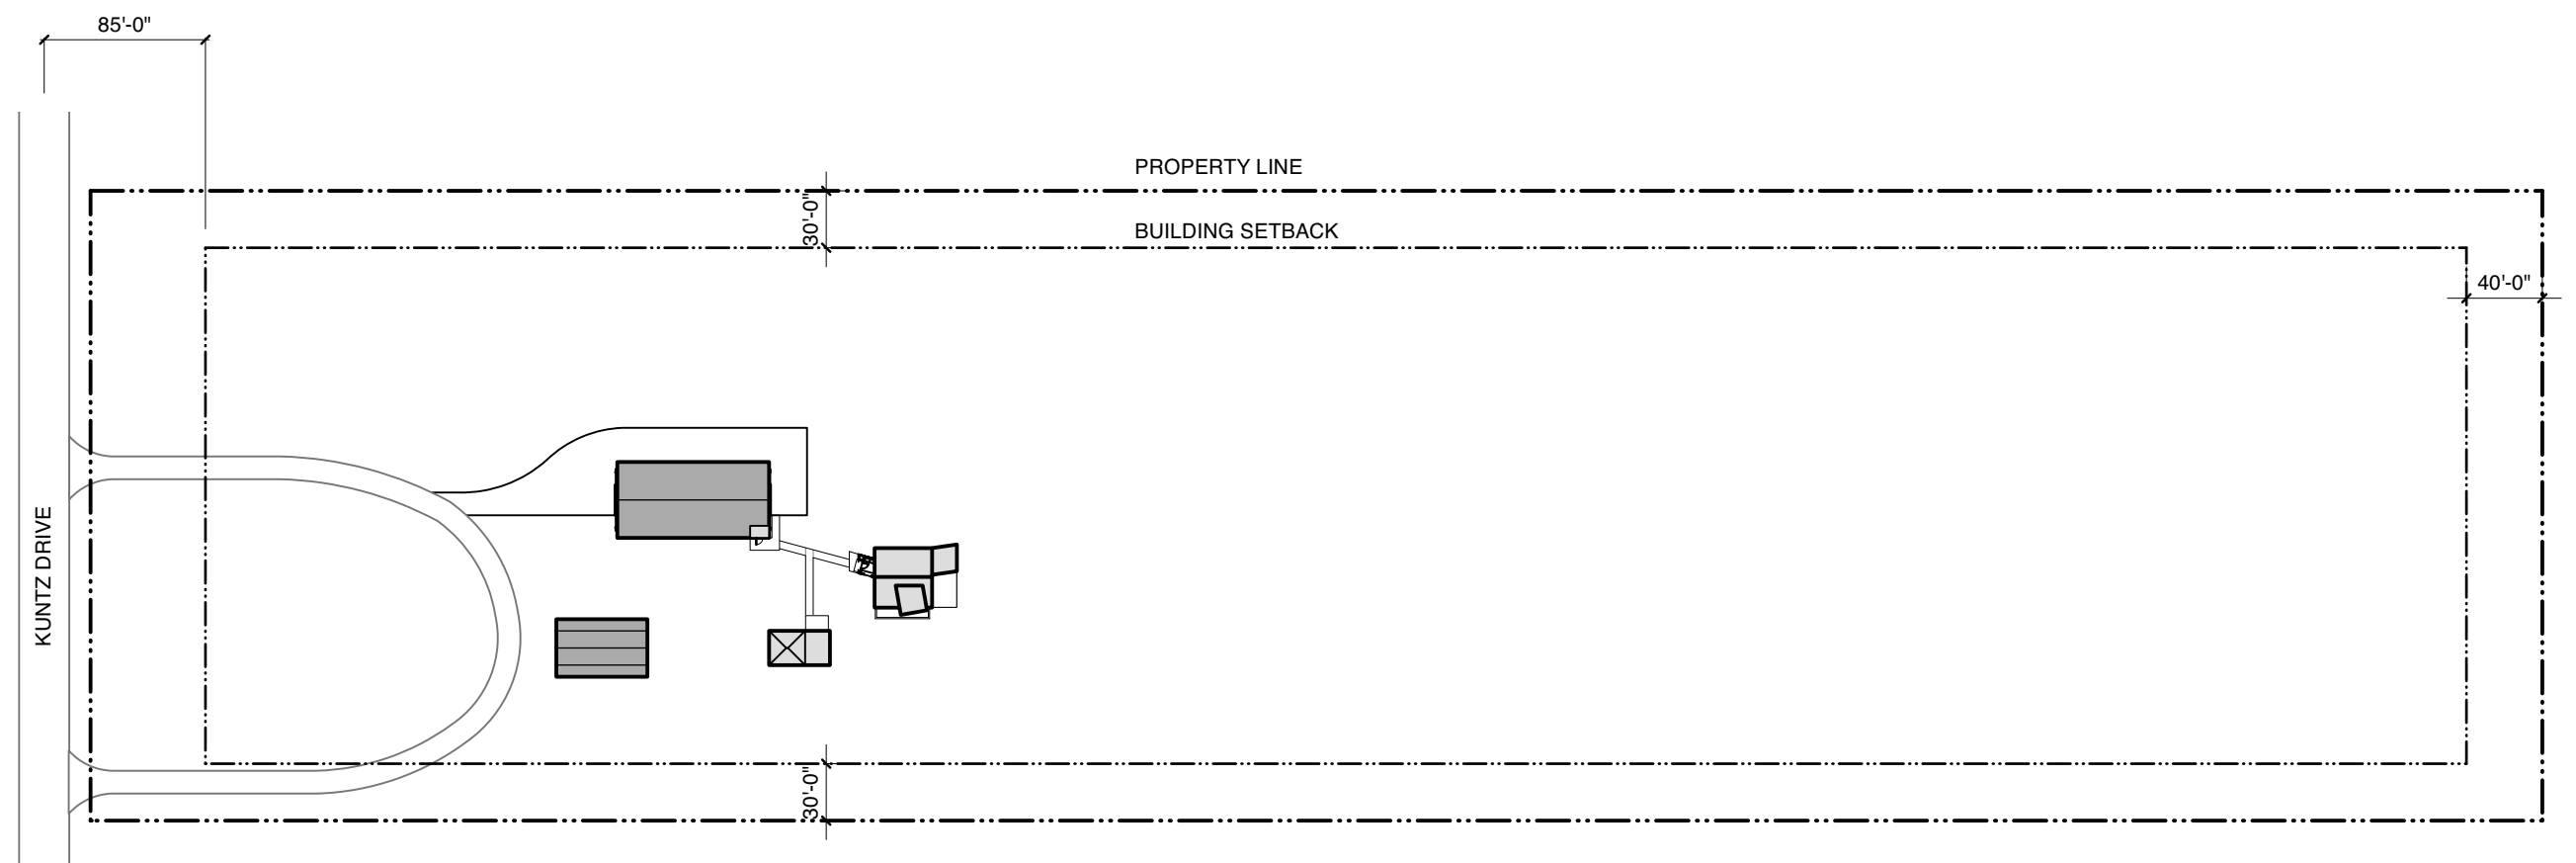 85'-0"
PROPERTY LINE
30'-0"
BUILDING SETBACK
40'-0"
KUNTZ DRIVE
30'-0"